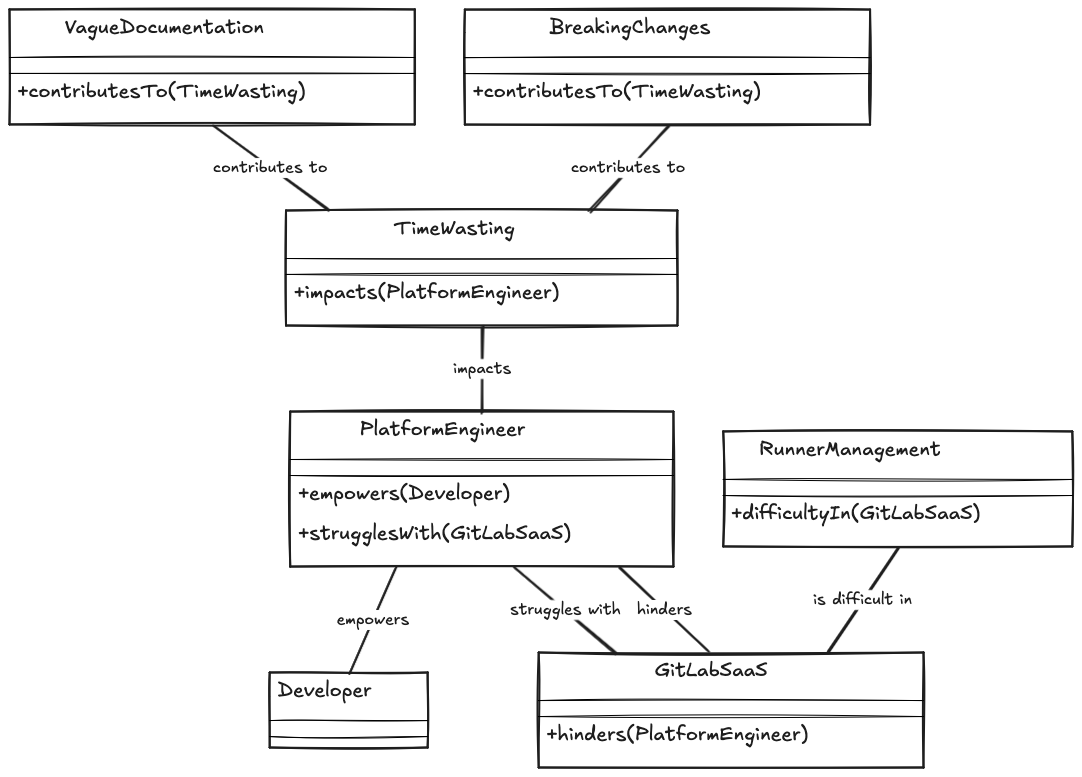 VagueDocumentation
+contributesTo(TimeWasting)
BreakingChanges
+contributesTo(TimeWasting)
contributes to
contributes to
TimeWasting
+impacts(PlatformEngineer)
impacts
PlatformEngineer
+empowers(Developer)
+strugglesWith(GitLabSaaS)
RunnerManagement
+difficultyIn(GitLabSaaS)
empowers
struggles with
hinders
is difficult in
Developer
GitLabSaaS
+hinders(PlatformEngineer)